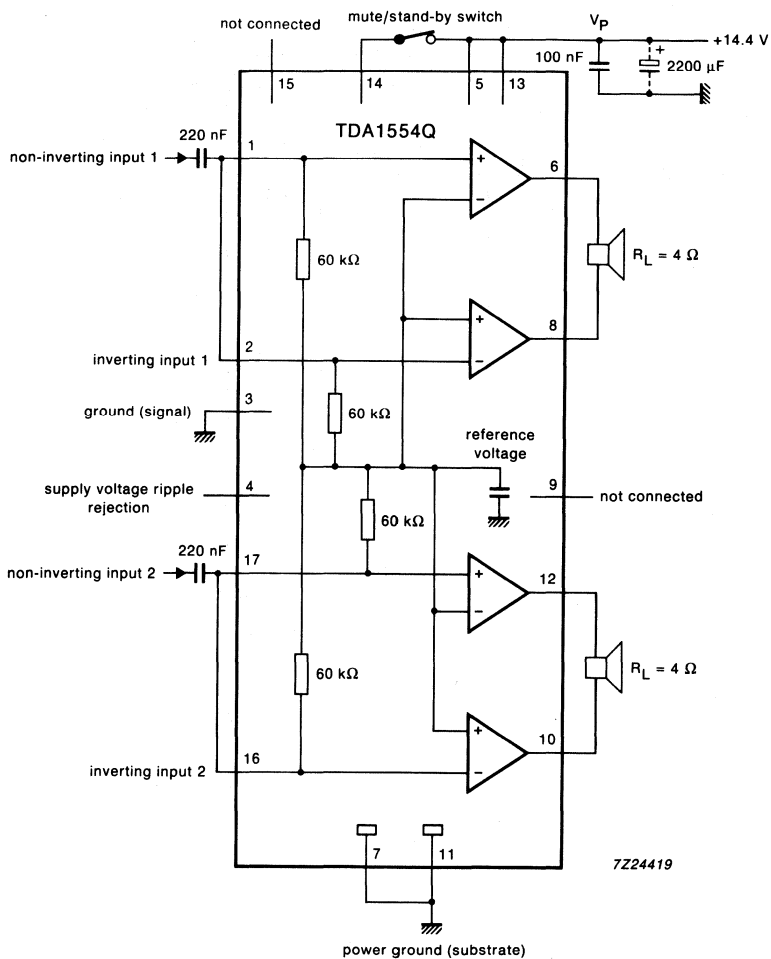 not connected
mute/stand-by switch
V_P
+14.4 V
100 nF
+
2200 µF
15
14
5
13
TDA1554Q
220 nF
non-inverting input 1
1
+
−
6
60 kΩ
R_L = 4 Ω
+
−
8
inverting input 1
2
ground (signal)
3
60 kΩ
reference
voltage
supply voltage ripple
rejection
4
9
not connected
60 kΩ
220 nF
non-inverting input 2
17
+
−
12
60 kΩ
R_L = 4 Ω
+
−
10
inverting input 2
16
7
11
7Z24419
power ground (substrate)